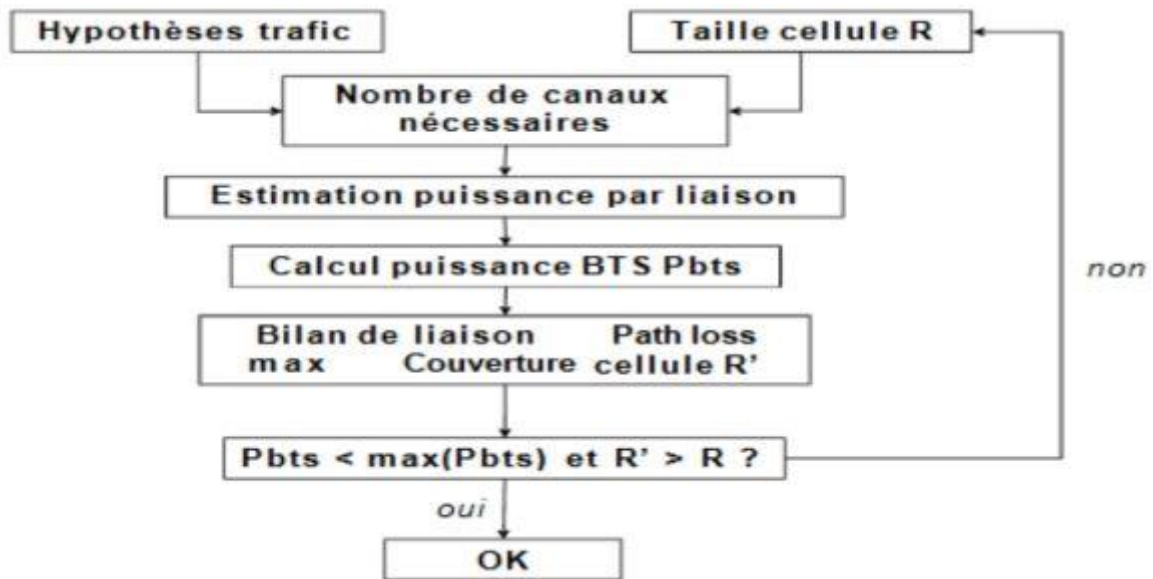 Hypothèses trafic
Taille cellule R
Nombre de canaux
nécessaires
Estimation puissance par liaison
Calcul puissance BTS Pbts
non
Bilan de liaison Path loss
max Couverture cellule R'
Pbts < max(Pbts) et R' > R ?
oui
OK